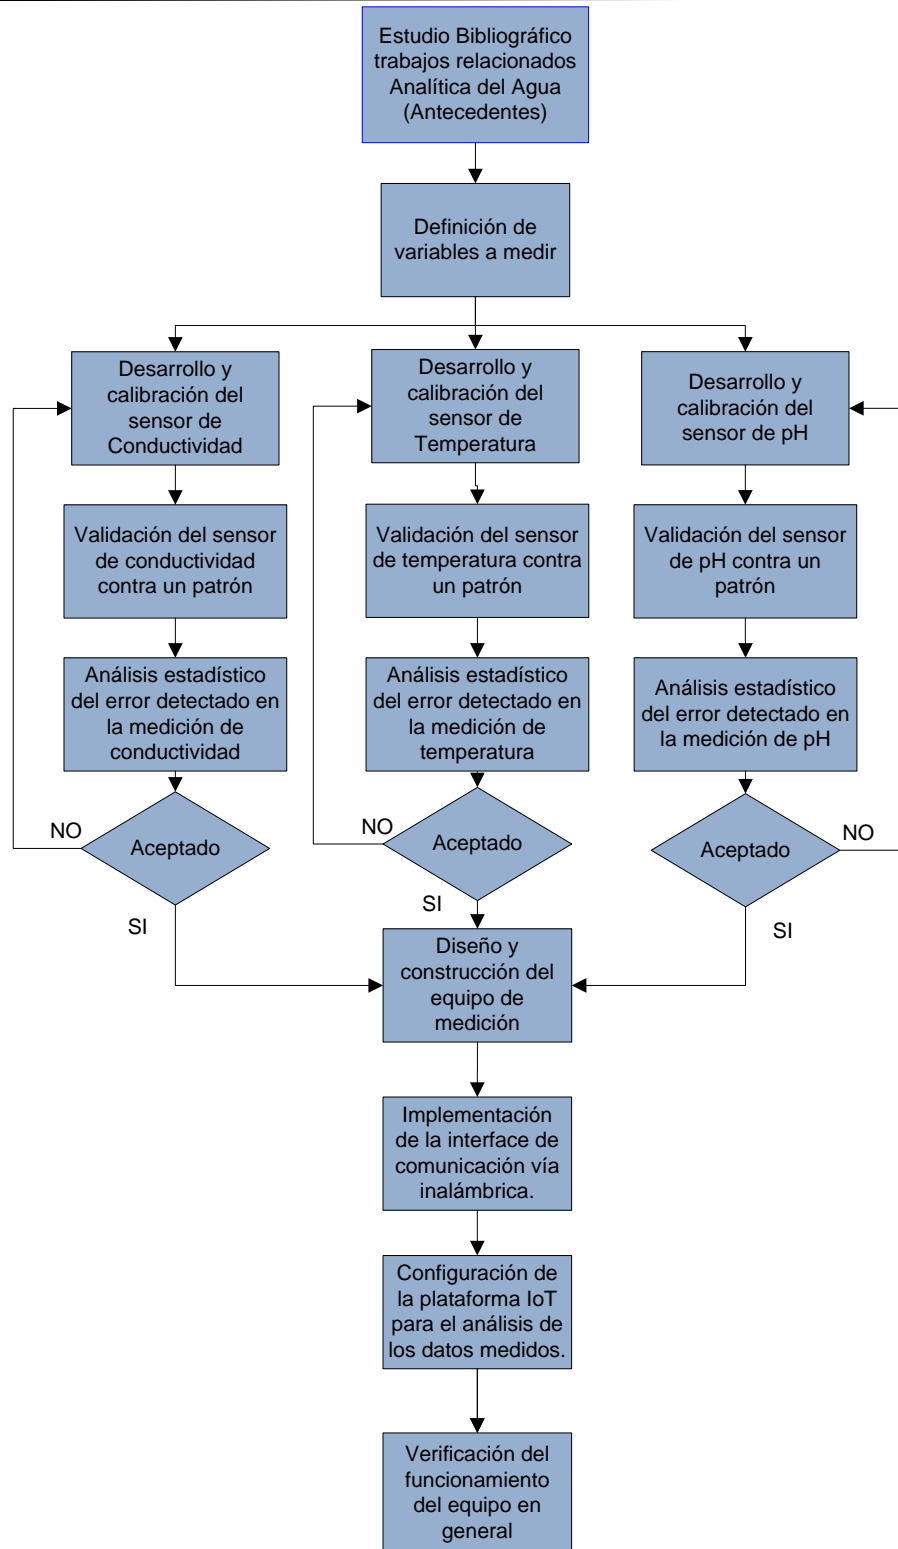 Estudio Bibliográfico
trabajos relacionados
Analítica del Agua
(Antecedentes)
Definición de
variables a medir
Desarrollo y
calibración del
sensor de
Conductividad
Desarrollo y
calibración del
sensor de
Temperatura
Desarrollo y
calibración del
sensor de pH
Validación del sensor
de conductividad
contra un patrón
Validación del sensor
de temperatura contra
un patrón
Validación del sensor
de pH contra un
patrón
Análisis estadístico
del error detectado en
la medición de
conductividad
Análisis estadístico
del error detectado en
la medición de
temperatura
Análisis estadístico
del error detectado en
la medición de pH
NO
Aceptado
SI
NO
Aceptado
SI
Aceptado
NO
SI
Diseño y
construcción del
equipo de
medición
Implementación
de la interface de
comunicación vía
inalámbrica.
Configuración de
la plataforma IoT
para el análisis de
los datos medidos.
Verificación del
funcionamiento
del equipo en
general